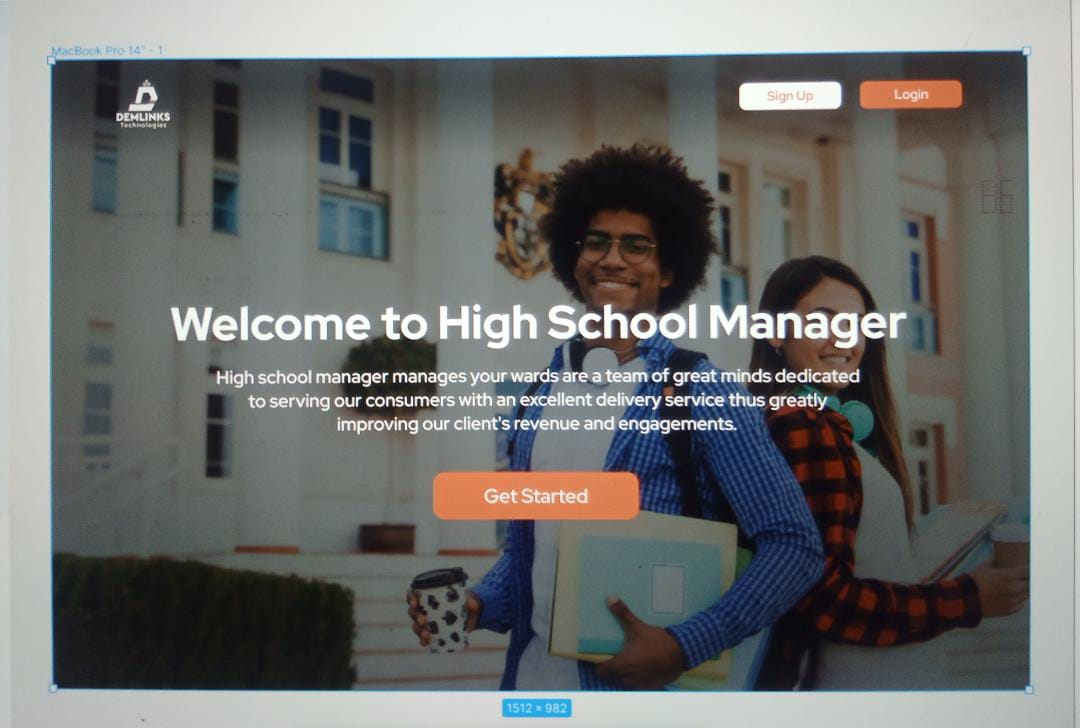 MacBook Pro 14" - 1
DEMLINKS
Technologies
Sign Up
Login
Welcome to High School Manager
High school manager manages your wards are a team of great minds dedicated
to serving our consumers with an excellent delivery service thus greatly
improving our client's revenue and engagements.
Get Started
1512 × 982